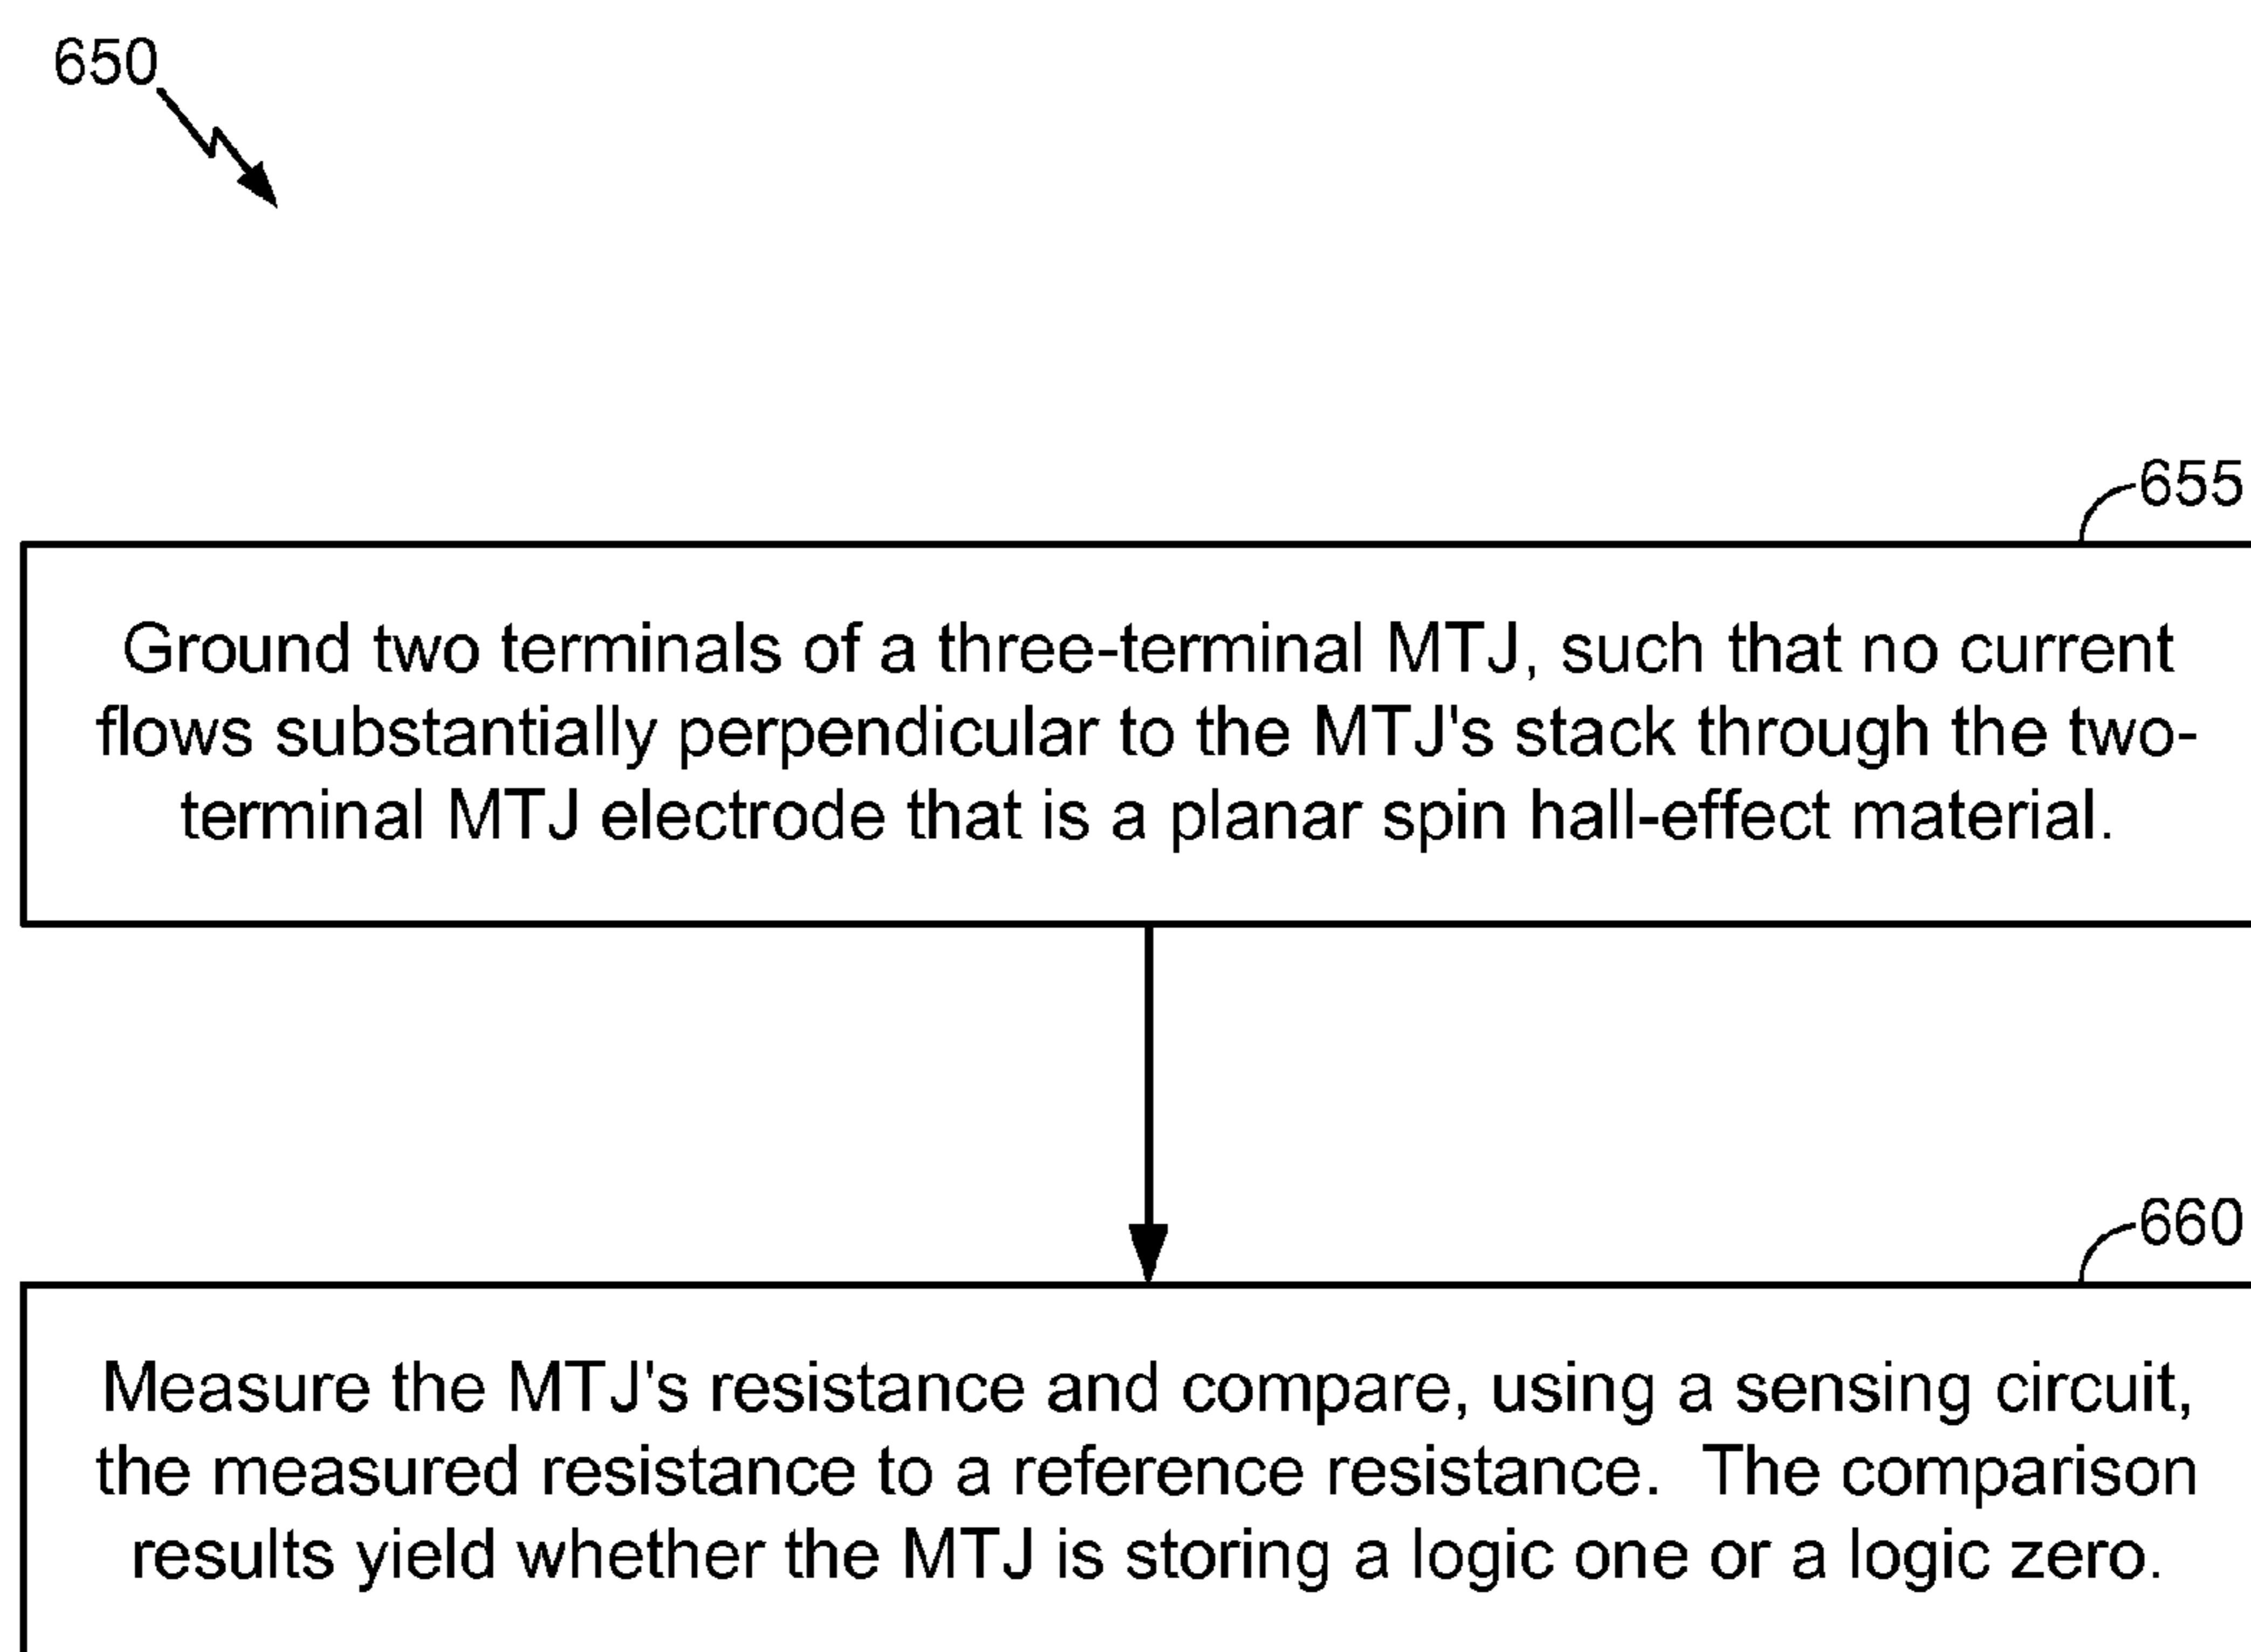 650
655
Ground two terminals of a three-terminal MTJ, such that no current
flows substantially perpendicular to the MTJ's stack through the two-
terminal MTJ electrode that is a planar spin hall-effect material.
660
Measure the MTJ's resistance and compare, using a sensing circuit,
the measured resistance to a reference resistance. The comparison
results yield whether the MTJ is storing a logic one or a logic zero.